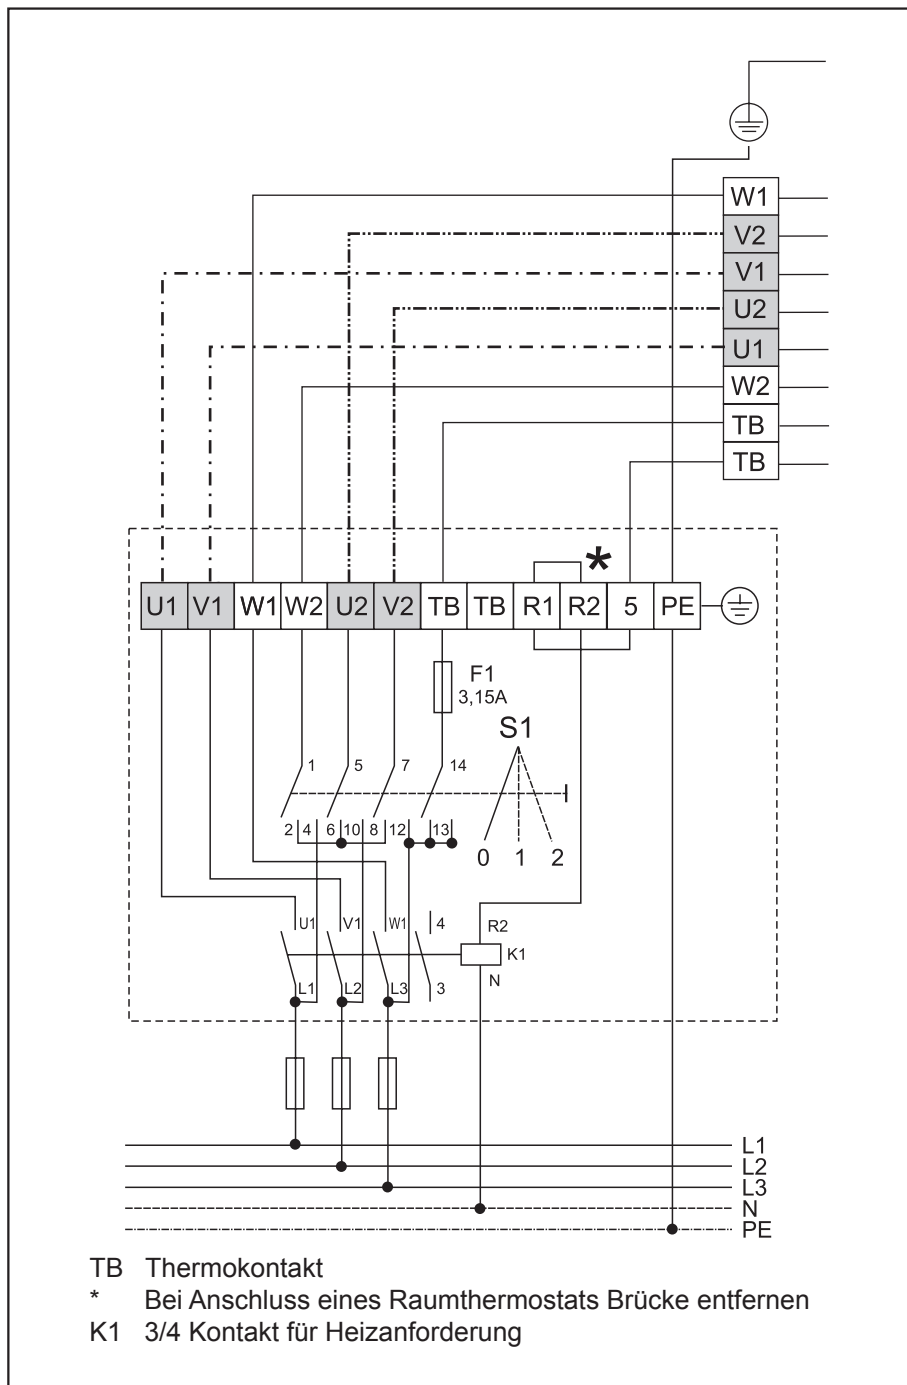 W1
V2
V1
U2
U1
W2
TB
TB
*
U1 V1 W1 W2 U2 V2 TB TB R1 R2 5 PE
F1
3,15A
S1
1 5 7 14
2 4 6 10 8 12 13
0 1 2
U1 V1 W1 4 R2
K1
N
L1 L2 L3 3
L1
L2
L3
N
PE
TB Thermokontakt
* Bei Anschluss eines Raumthermostats Brücke entfernen
K1 3/4 Kontakt für Heizanforderung